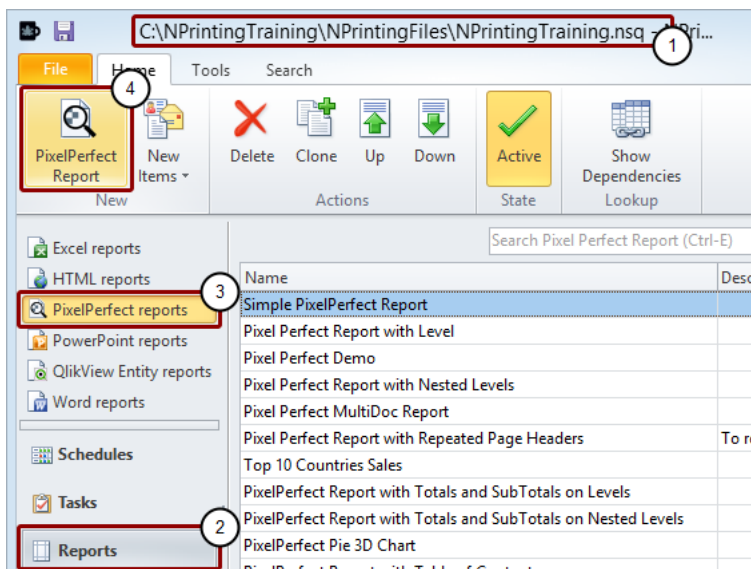 C:\NPrintingTraining\NPrintingFiles\NPrintingTraining.nsq - NPri...
1
File Home Tools Search
4
PixelPerfect Report
New Items
Delete Clone Up Down
Active
Show Dependencies
New Actions State Lookup
Search Pixel Perfect Report (Ctrl-E)
Excel reports
HTML reports
3
PixelPerfect reports
PowerPoint reports
QlikView Entity reports
Word reports
Schedules
Tasks
2
Reports
Name Desc
Simple PixelPerfect Report
Pixel Perfect Report with Level
Pixel Perfect Demo
Pixel Perfect Report with Nested Levels
Pixel Perfect MultiDoc Report
Pixel Perfect Report with Repeated Page Headers To r
Top 10 Countries Sales
PixelPerfect Report with Totals and SubTotals on Levels
PixelPerfect Report with Totals and SubTotals on Nested Levels
PixelPerfect Pie 3D Chart